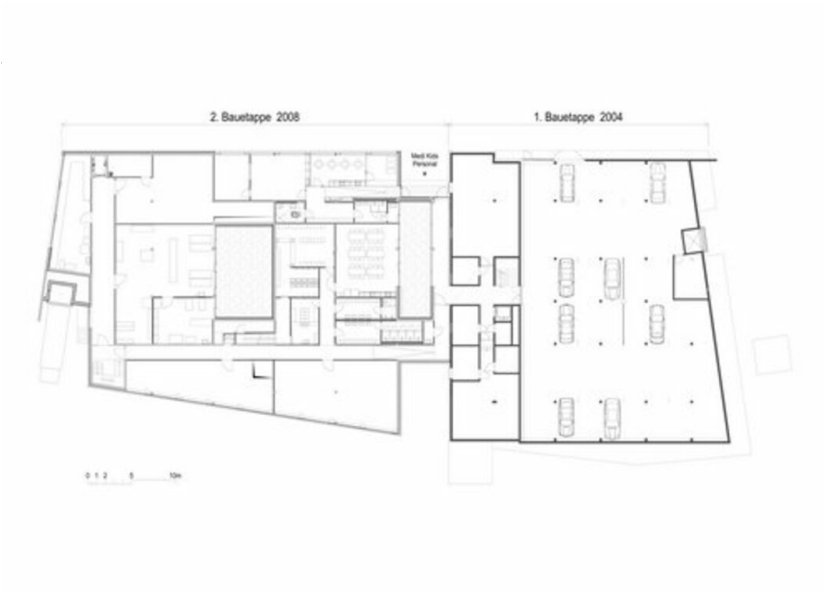 2. Bauetappe 2008
1. Bauetappe 2004
Medi Kids
Personal
0 1 2 5 10m